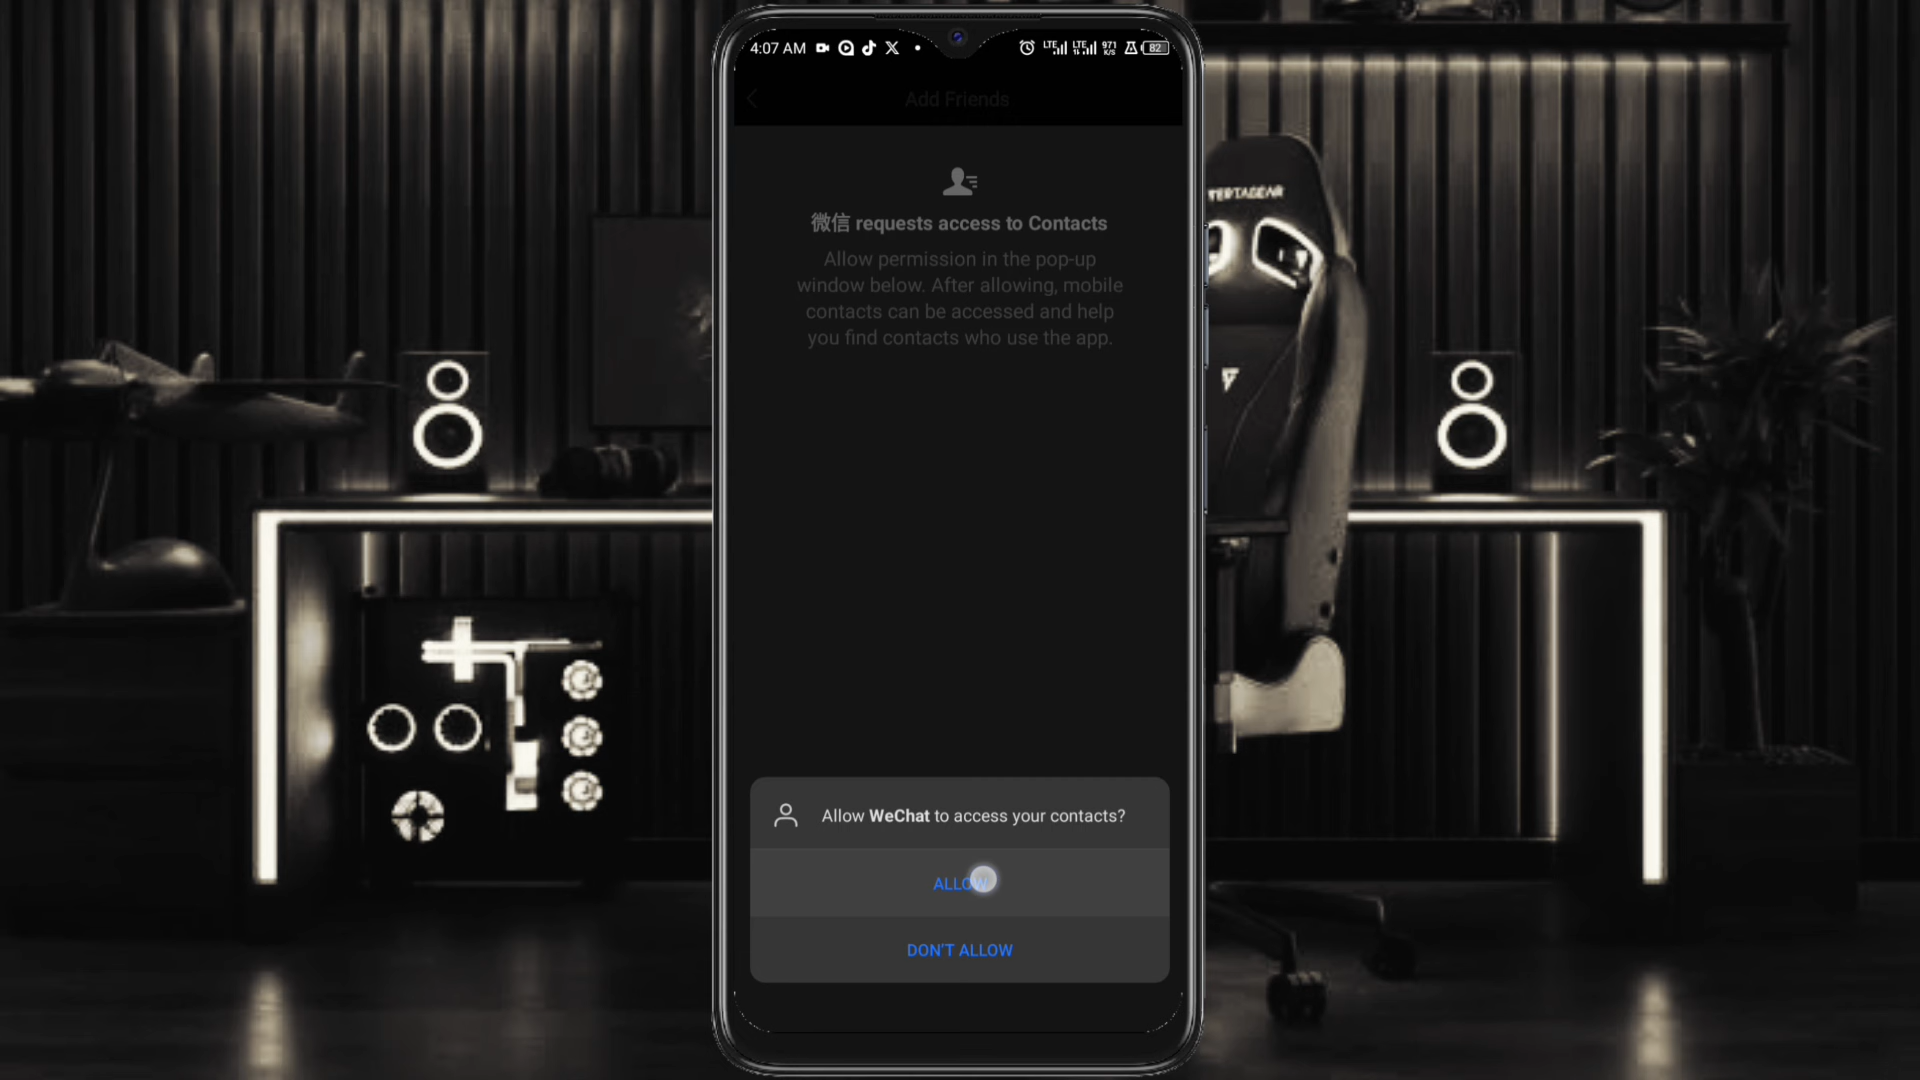 4:07 AM
82
Add Friends
微信 requests access to Contacts
Allow permission in the pop-up
window below. After allowing, mobile
contacts can be accessed and help
you find contacts who use the app.
Allow WeChat to access your contacts?
ALLOW
DON'T ALLOW